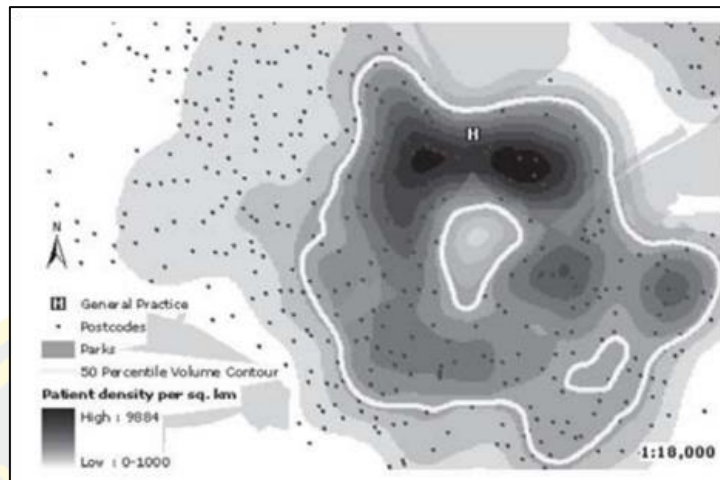 H
N
H General Practice
Postcodes
Parks
50 Percentile Volume Contour
Patient density per sq. km
High : 9884
Low : 0-1000
1:18,000